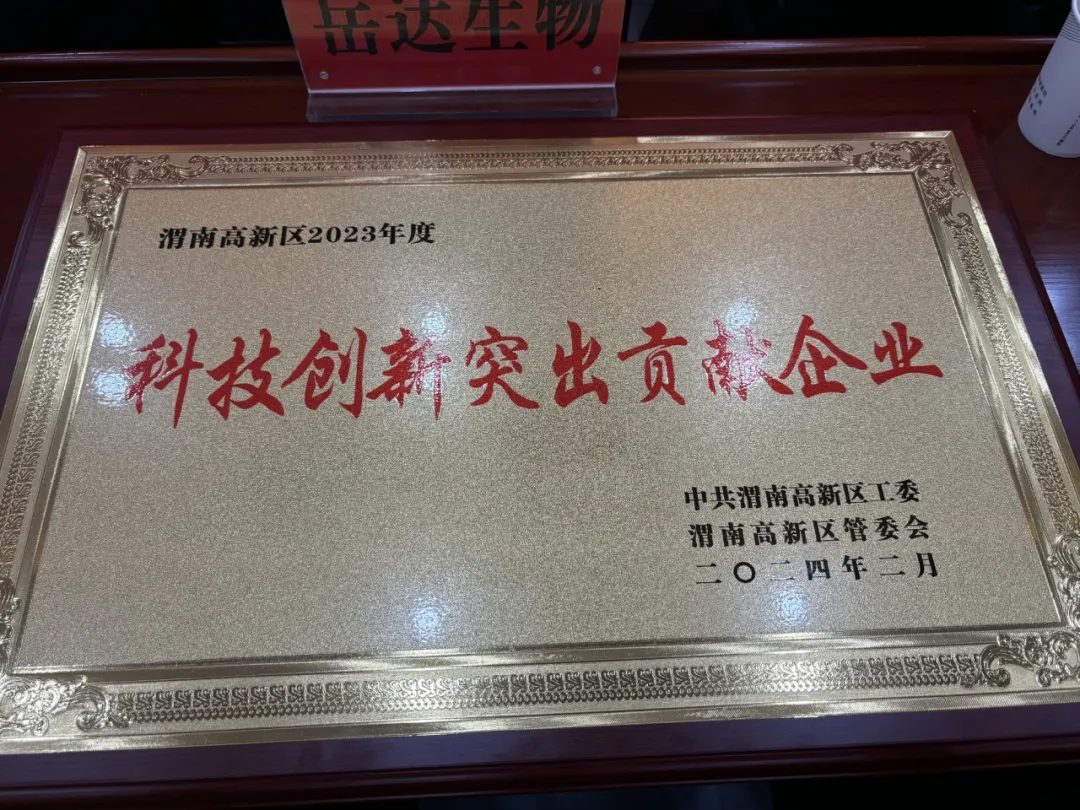 岳达生物
渭南高新区2023年度
科技创新突出贡献企业
中共渭南高新区工委
渭南高新区管委会
二〇二四年二月